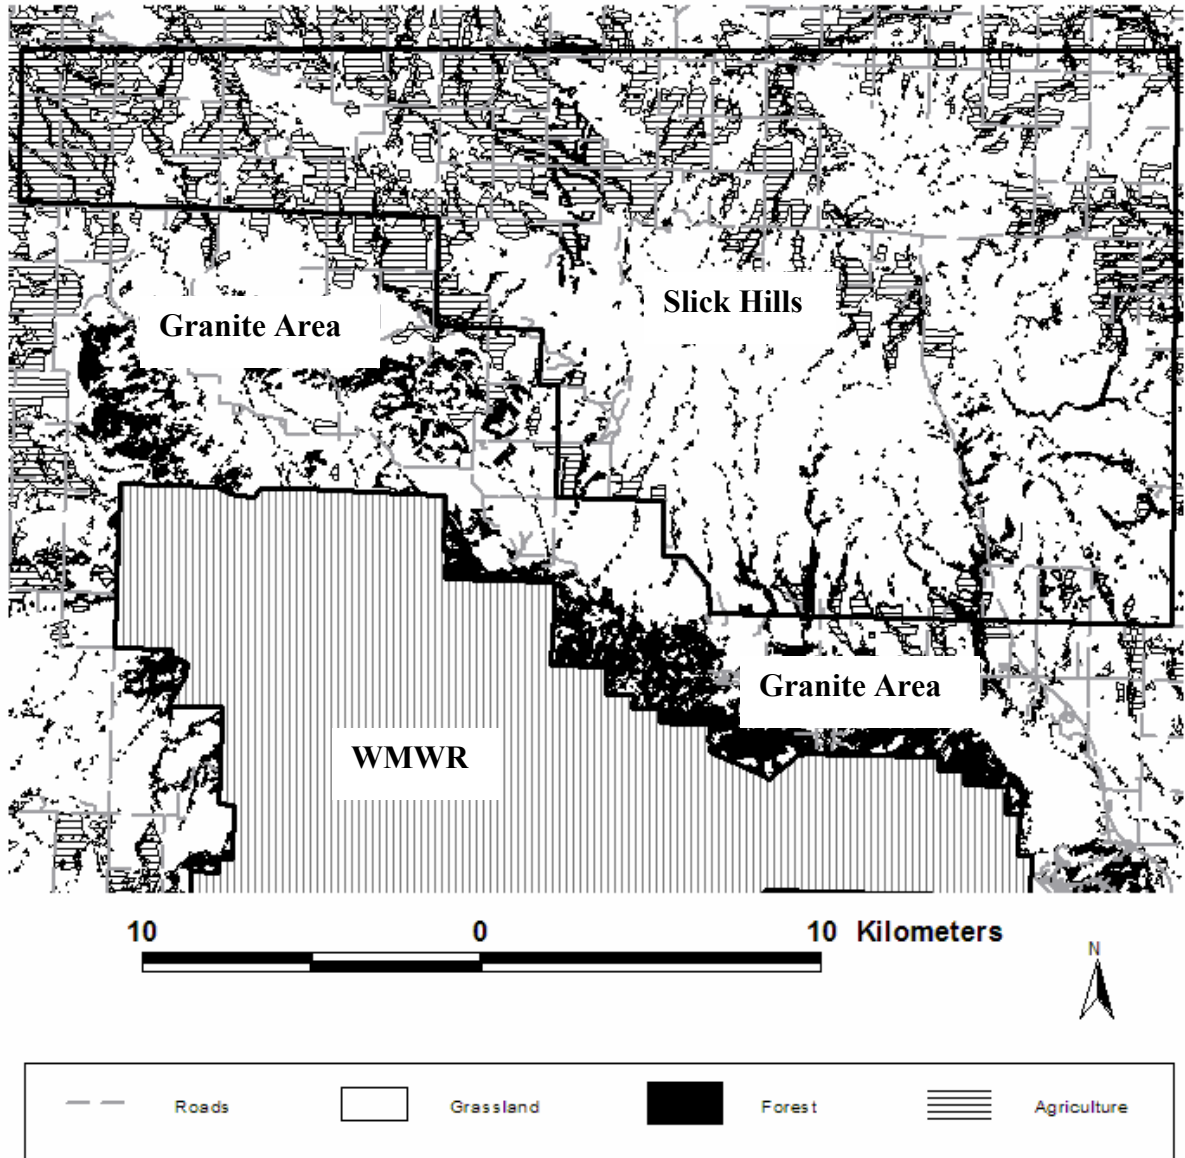 Slick Hills
Granite Area
Granite Area
WMWR
10 0 10 Kilometers
N
Roads Grassland Forest Agriculture